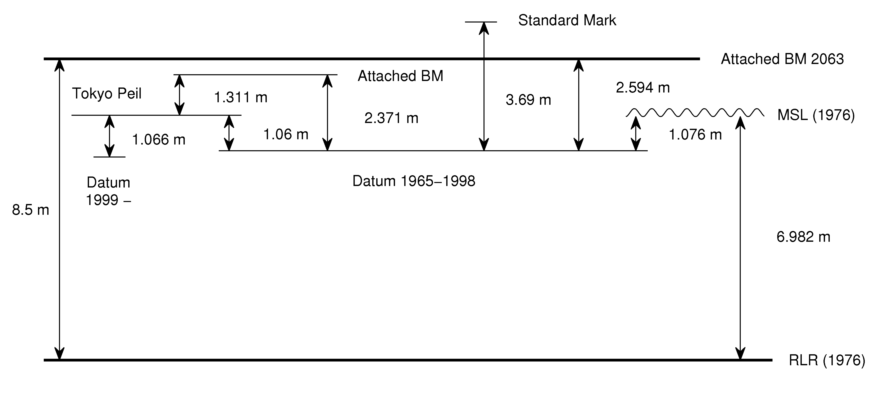 Standard Mark
Attached BM 2063
Attached BM
2.594 m
Tokyo Peil
1.311 m
3.69 m
2.371 m
MSL (1976)
1.066 m
1.06 m
1.076 m
Datum
1999 –
Datum 1965–1998
8.5 m
6.982 m
RLR (1976)